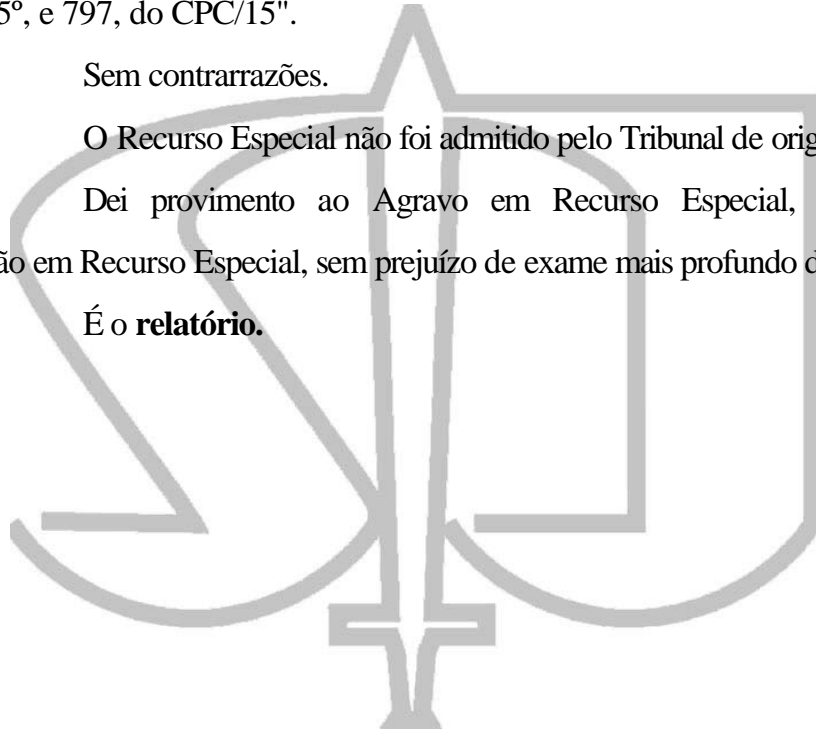 5º, e 797, do CPC/15".
Sem contrarrazões.
O Recurso Especial não foi admitido pelo Tribunal de orig
Dei provimento ao Agravo em Recurso Especial,
ão em Recurso Especial, sem prejuízo de exame mais profundo d
É o relatório.